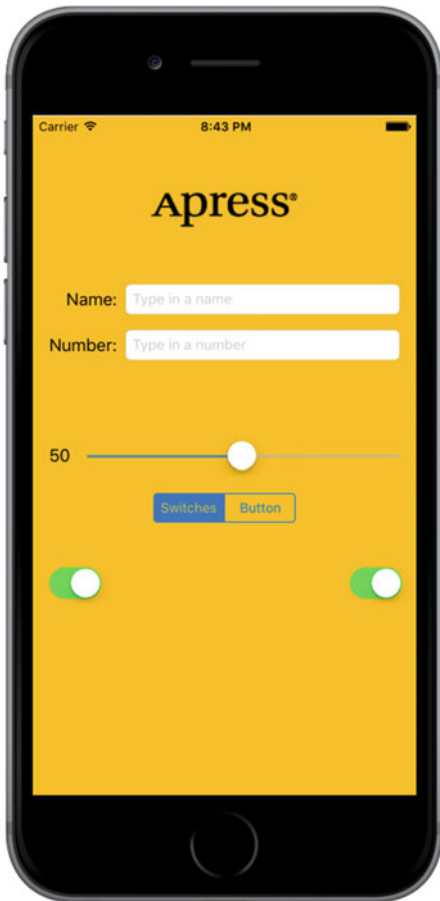 Carrier 8:43 PM
Apress®
Name: Type in a name
Number: Type in a number
50
Switches Button